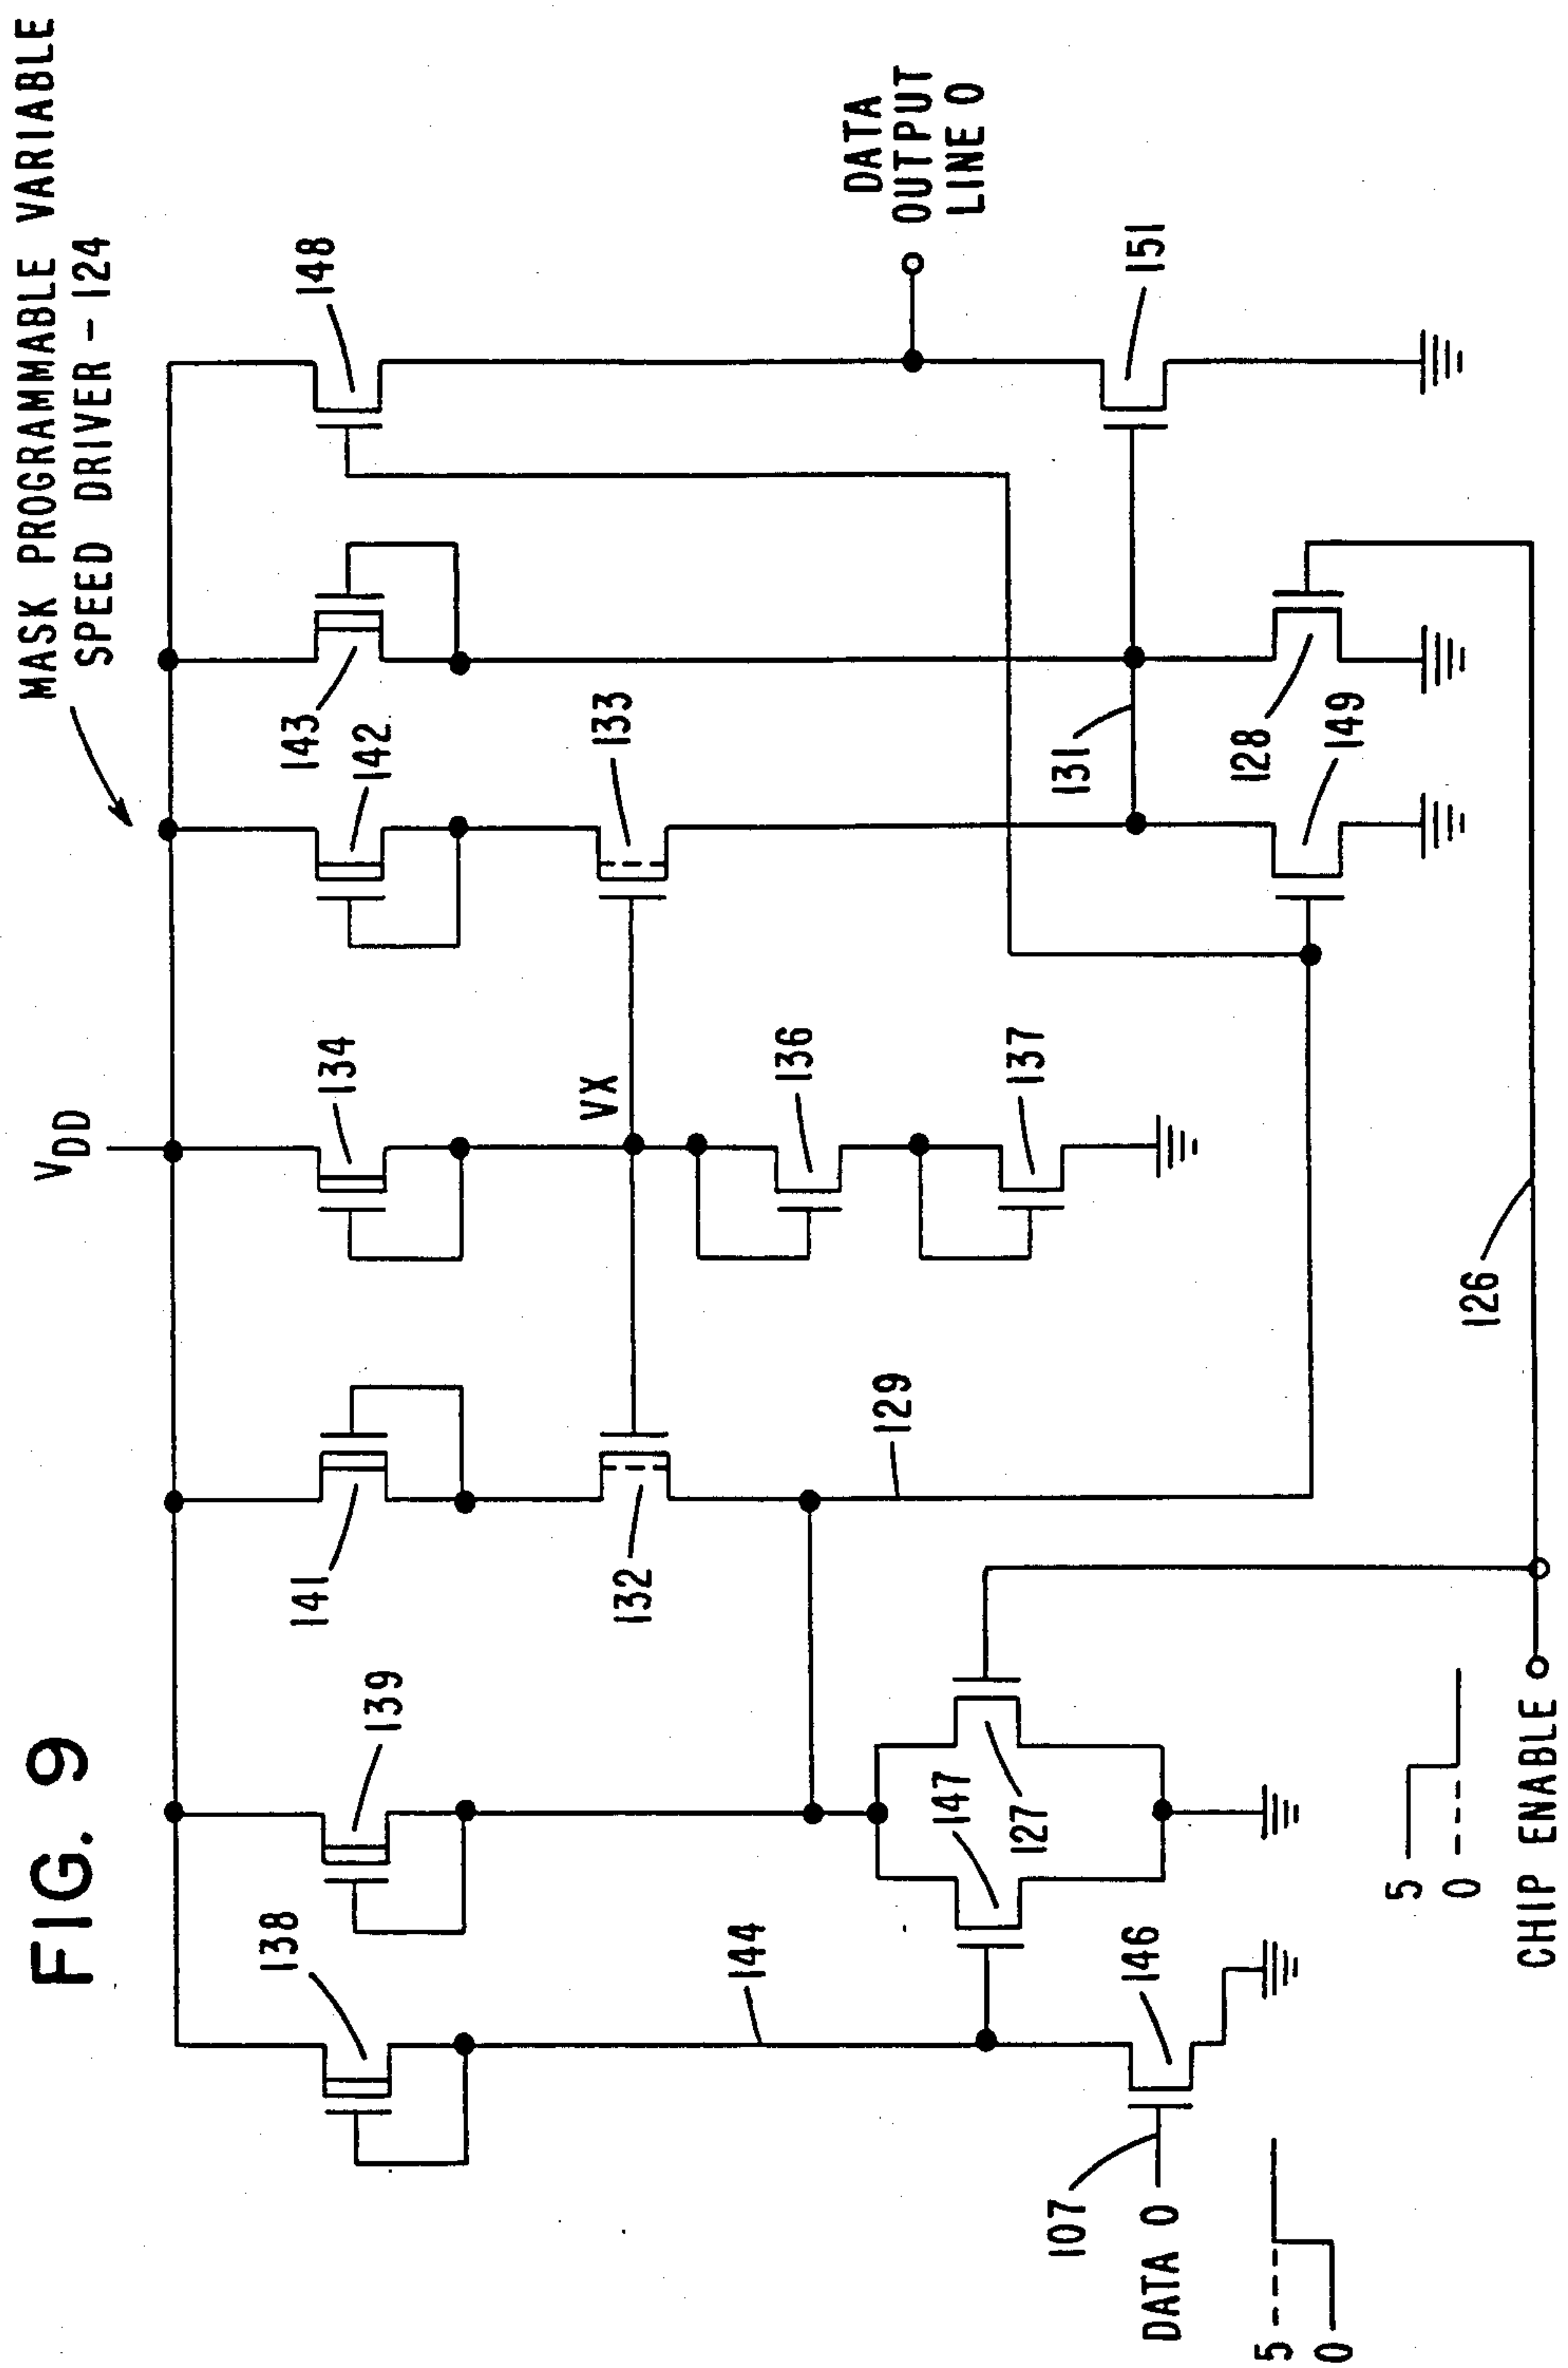 FIG. 9
MASK PROGRAMMABLE VARIABLE
SPEED DRIVER - 124
VDD
138
139
141
134
142
143
148
132
VX
133
144
129
136
137
131
DATA
OUTPUT
LINE 0
147
127
146
107
DATA 0
5
0
128
149
151
126
5
0
CHIP ENABLE